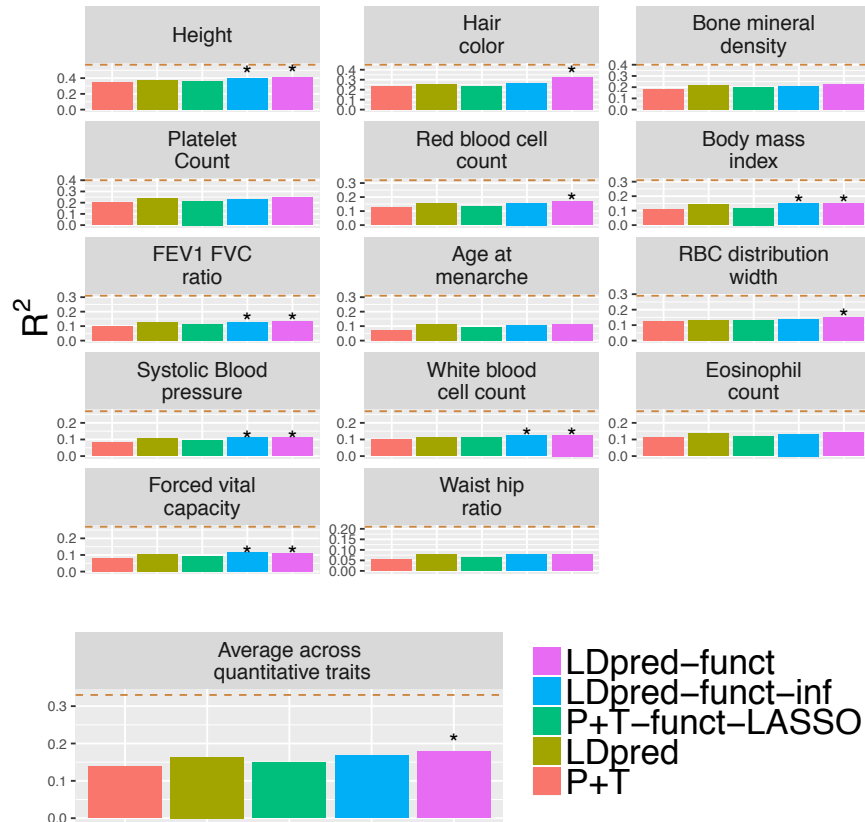 Height
Hair
color
Bone mineral
density
*
*
*
0.4
0.2
0.0
0.4
0.3
0.2
0.1
0.0
0.4
0.3
0.2
0.1
0.0
Platelet
Count
Red blood cell
count
Body mass
index
*
*
*
0.4
0.3
0.2
0.1
0.0
0.3
0.2
0.1
0.0
0.3
0.2
0.1
0.0
R²
FEV1 FVC
ratio
Age at
menarche
RBC distribution
width
*
*
*
0.3
0.2
0.1
0.0
0.3
0.2
0.1
0.0
0.3
0.2
0.1
0.0
Systolic Blood
pressure
White blood
cell count
Eosinophil
count
*
*
*
*
0.2
0.1
0.0
0.2
0.1
0.0
0.2
0.1
0.0
Forced vital
capacity
Waist hip
ratio
*
*
0.2
0.1
0.0
0.20
0.15
0.10
0.05
0.00
Average across
quantitative traits
*
0.3
0.2
0.1
0.0
LDpred−funct
LDpred−funct−inf
P+T−funct−LASSO
LDpred
P+T